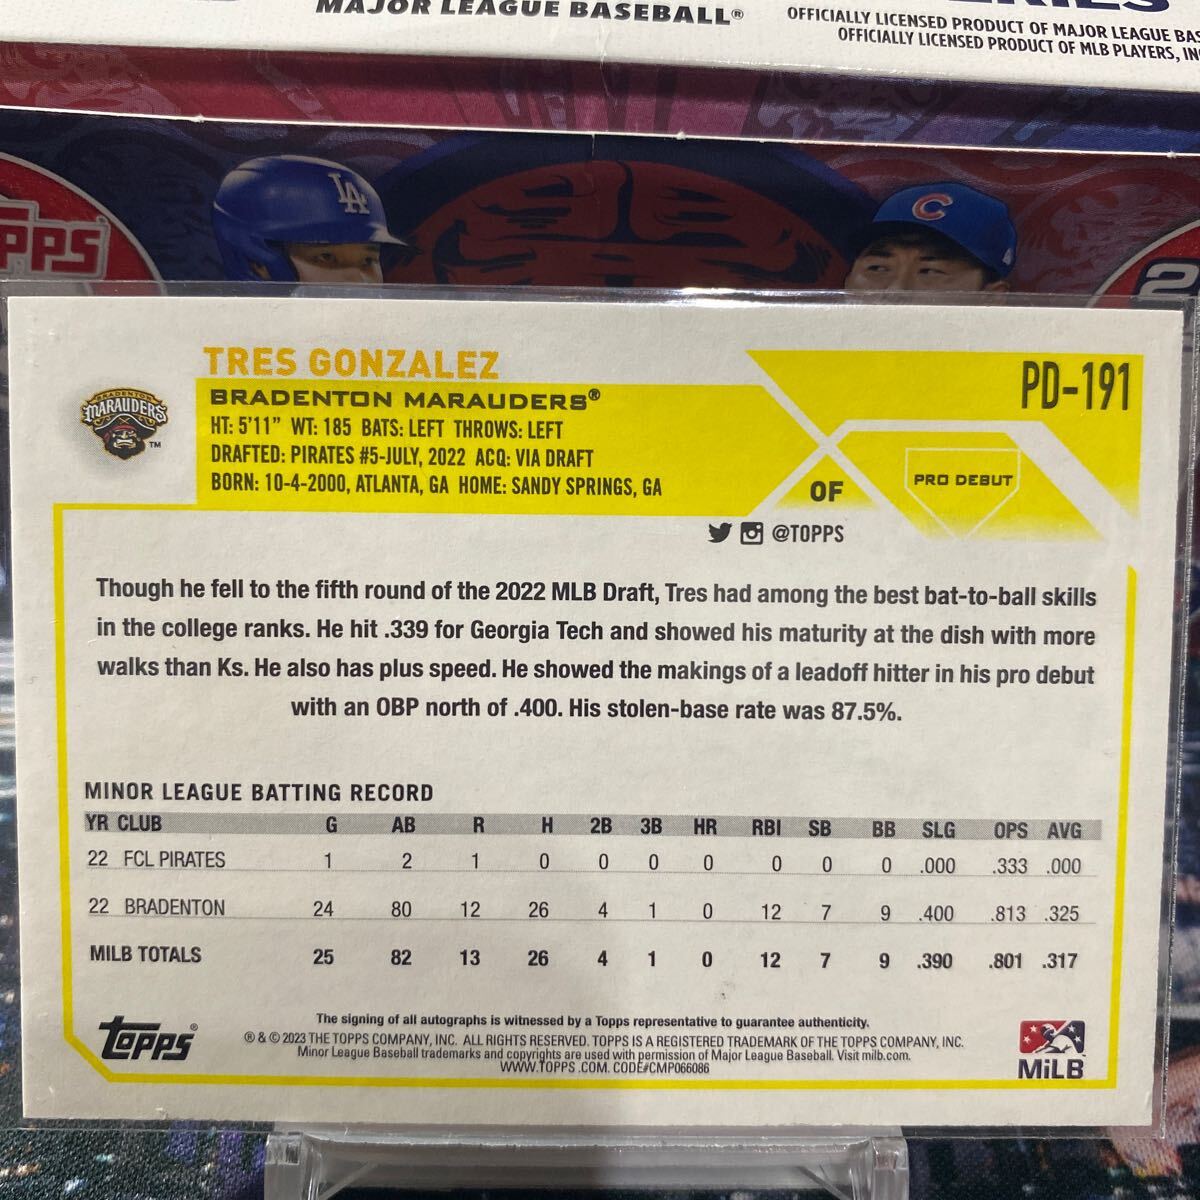 MAJOR LEAGUE BASEBALL®
OFFICIALLY LICENSED PRODUCT OF MAJOR LEAGUE
OFFICIALLY LICENSED PRODUCT OF MLB PLAYERS,
LA
C
TRES GONZALEZ
PD-191
BRADENTON
MARAUDERS
TM
BRADENTON MARAUDERS®
HT: 5'11" WT: 185 BATS: LEFT THROWS: LEFT
DRAFTED: PIRATES #5-JULY, 2022 ACQ: VIA DRAFT
BORN: 10-4-2000, ATLANTA, GA HOME: SANDY SPRINGS, GA
OF
PRO DEBUT
@TOPPS
Though he fell to the fifth round of the 2022 MLB Draft, Tres had among the best bat-to-ball skills
in the college ranks. He hit .339 for Georgia Tech and showed his maturity at the dish with more
walks than Ks. He also has plus speed. He showed the makings of a leadoff hitter in his pro debut
with an OBP north of .400. His stolen-base rate was 87.5%.
MINOR LEAGUE BATTING RECORD
YR CLUB G AB R H 2B 3B HR RBI SB BB SLG OPS AVG
22 FCL PIRATES 1 2 1 0 0 0 0 0 0 0 .000 .333 .000
22 BRADENTON 24 80 12 26 4 1 0 12 7 9 .400 .813 .325
MILB TOTALS 25 82 13 26 4 1 0 12 7 9 .390 .801 .317
The signing of all autographs is witnessed by a Topps representative to guarantee authenticity.
® & © 2023 THE TOPPS COMPANY, INC. ALL RIGHTS RESERVED. TOPPS IS A REGISTERED TRADEMARK OF THE TOPPS COMPANY, INC.
Minor League Baseball trademarks and copyrights are used with permission of Major League Baseball. Visit milb.com.
WWW.TOPPS .COM. CODE#CMP066086
topps®
MiLB